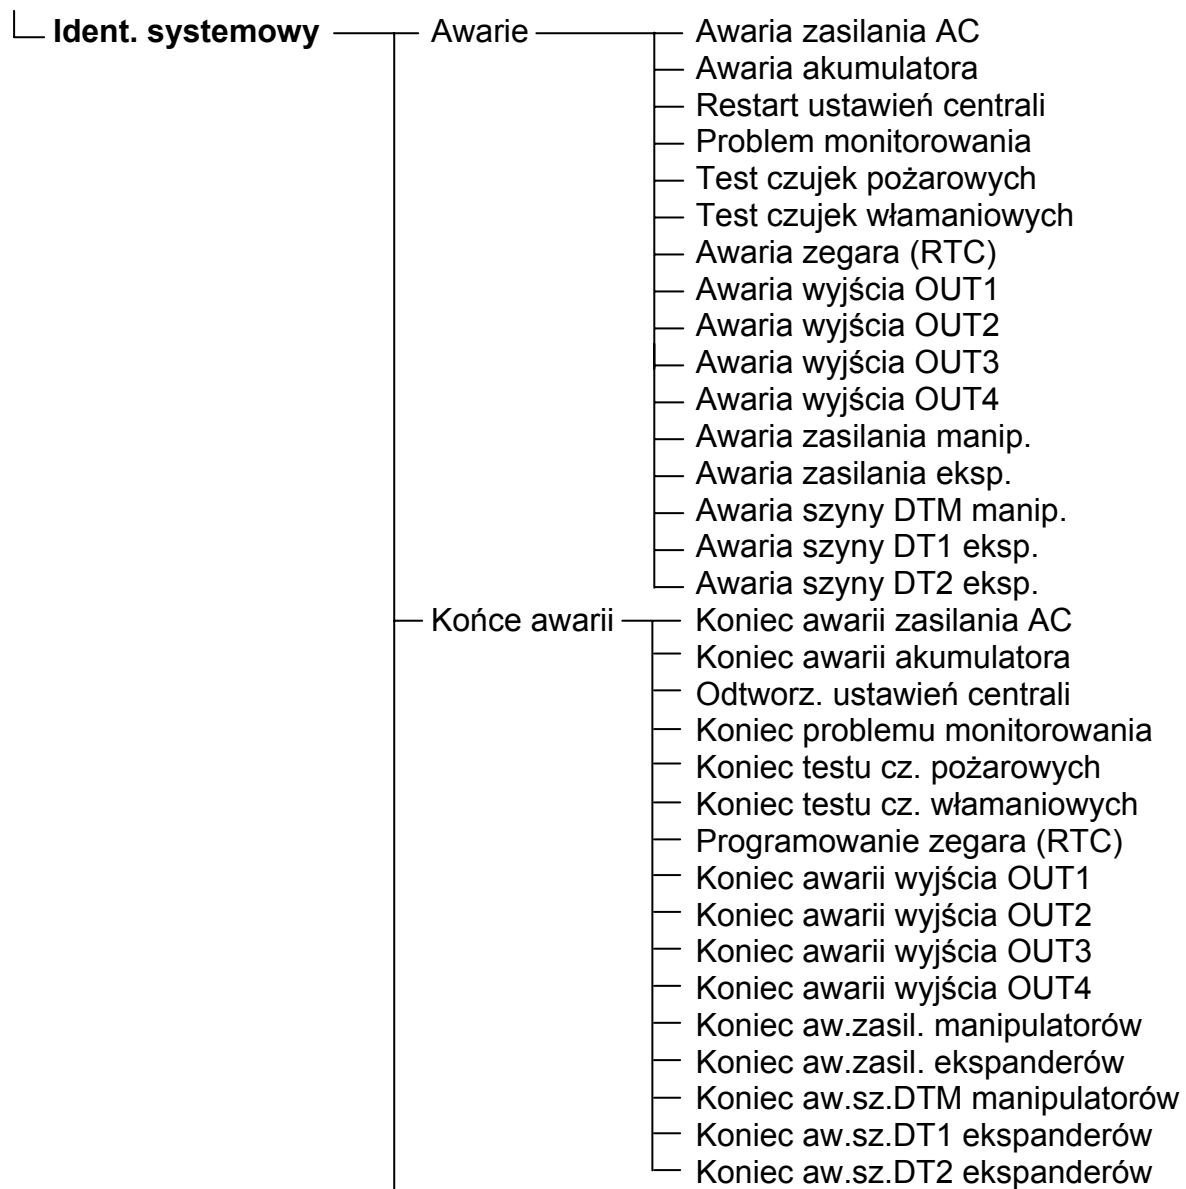 Ident. systemowy Awarie Awaria zasilania AC
Awaria akumulatora
Restart ustawień centrali
Problem monitorowania
Test czujek pożarowych
Test czujek włamaniowych
Awaria zegara (RTC)
Awaria wyjścia OUT1
Awaria wyjścia OUT2
Awaria wyjścia OUT3
Awaria wyjścia OUT4
Awaria zasilania manip.
Awaria zasilania eksp.
Awaria szyny DTM manip.
Awaria szyny DT1 eksp.
Awaria szyny DT2 eksp.
Końce awarii Koniec awarii zasilania AC
Koniec awarii akumulatora
Odtworz. ustawień centrali
Koniec problemu monitorowania
Koniec testu cz. pożarowych
Koniec testu cz. włamaniowych
Programowanie zegara (RTC)
Koniec awarii wyjścia OUT1
Koniec awarii wyjścia OUT2
Koniec awarii wyjścia OUT3
Koniec awarii wyjścia OUT4
Koniec aw.zasil. manipulatorów
Koniec aw.zasil. ekspanderów
Koniec aw.sz.DTM manipulatorów
Koniec aw.sz.DT1 ekspanderów
Koniec aw.sz.DT2 ekspanderów